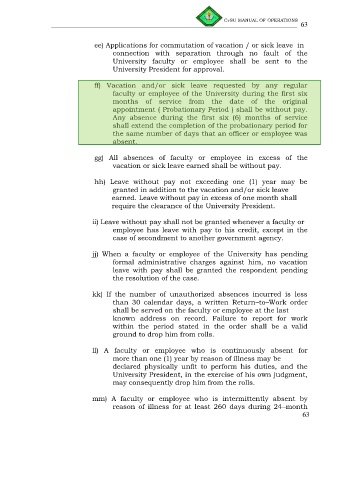 CvSU MANUAL OF OPERATIONS
63
ee) Applications for commutation of vacation / or sick leave in
connection with separation through no fault of the
University faculty or employee shall be sent to the
University President for approval.
ff) Vacation and/or sick leave requested by any regular
faculty or employee of the University during the first six
months of service from the date of the original
appointment ( Probationary Period ) shall be without pay.
Any absence during the first six (6) months of service
shall extend the completion of the probationary period for
the same number of days that an officer or employee was
absent.
gg) All absences of faculty or employee in excess of the
vacation or sick leave earned shall be without pay.
hh) Leave without pay not exceeding one (1) year may be
granted in addition to the vacation and/or sick leave
earned. Leave without pay in excess of one month shall
require the clearance of the University President.
ii) Leave without pay shall not be granted whenever a faculty or
employee has leave with pay to his credit, except in the
case of secondment to another government agency.
jj) When a faculty or employee of the University has pending
formal administrative charges against him, no vacation
leave with pay shall be granted the respondent pending
the resolution of the case.
kk) If the number of unauthorized absences incurred is less
than 30 calendar days, a written Return–to–Work order
shall be served on the faculty or employee at the last
known address on record. Failure to report for work
within the period stated in the order shall be a valid
ground to drop him from rolls.
ll) A faculty or employee who is continuously absent for
more than one (1) year by reason of illness may be
declared physically unfit to perform his duties, and the
University President, in the exercise of his own judgment,
may consequently drop him from the rolls.
mm) A faculty or employee who is intermittently absent by
reason of illness for at least 260 days during 24–month
63